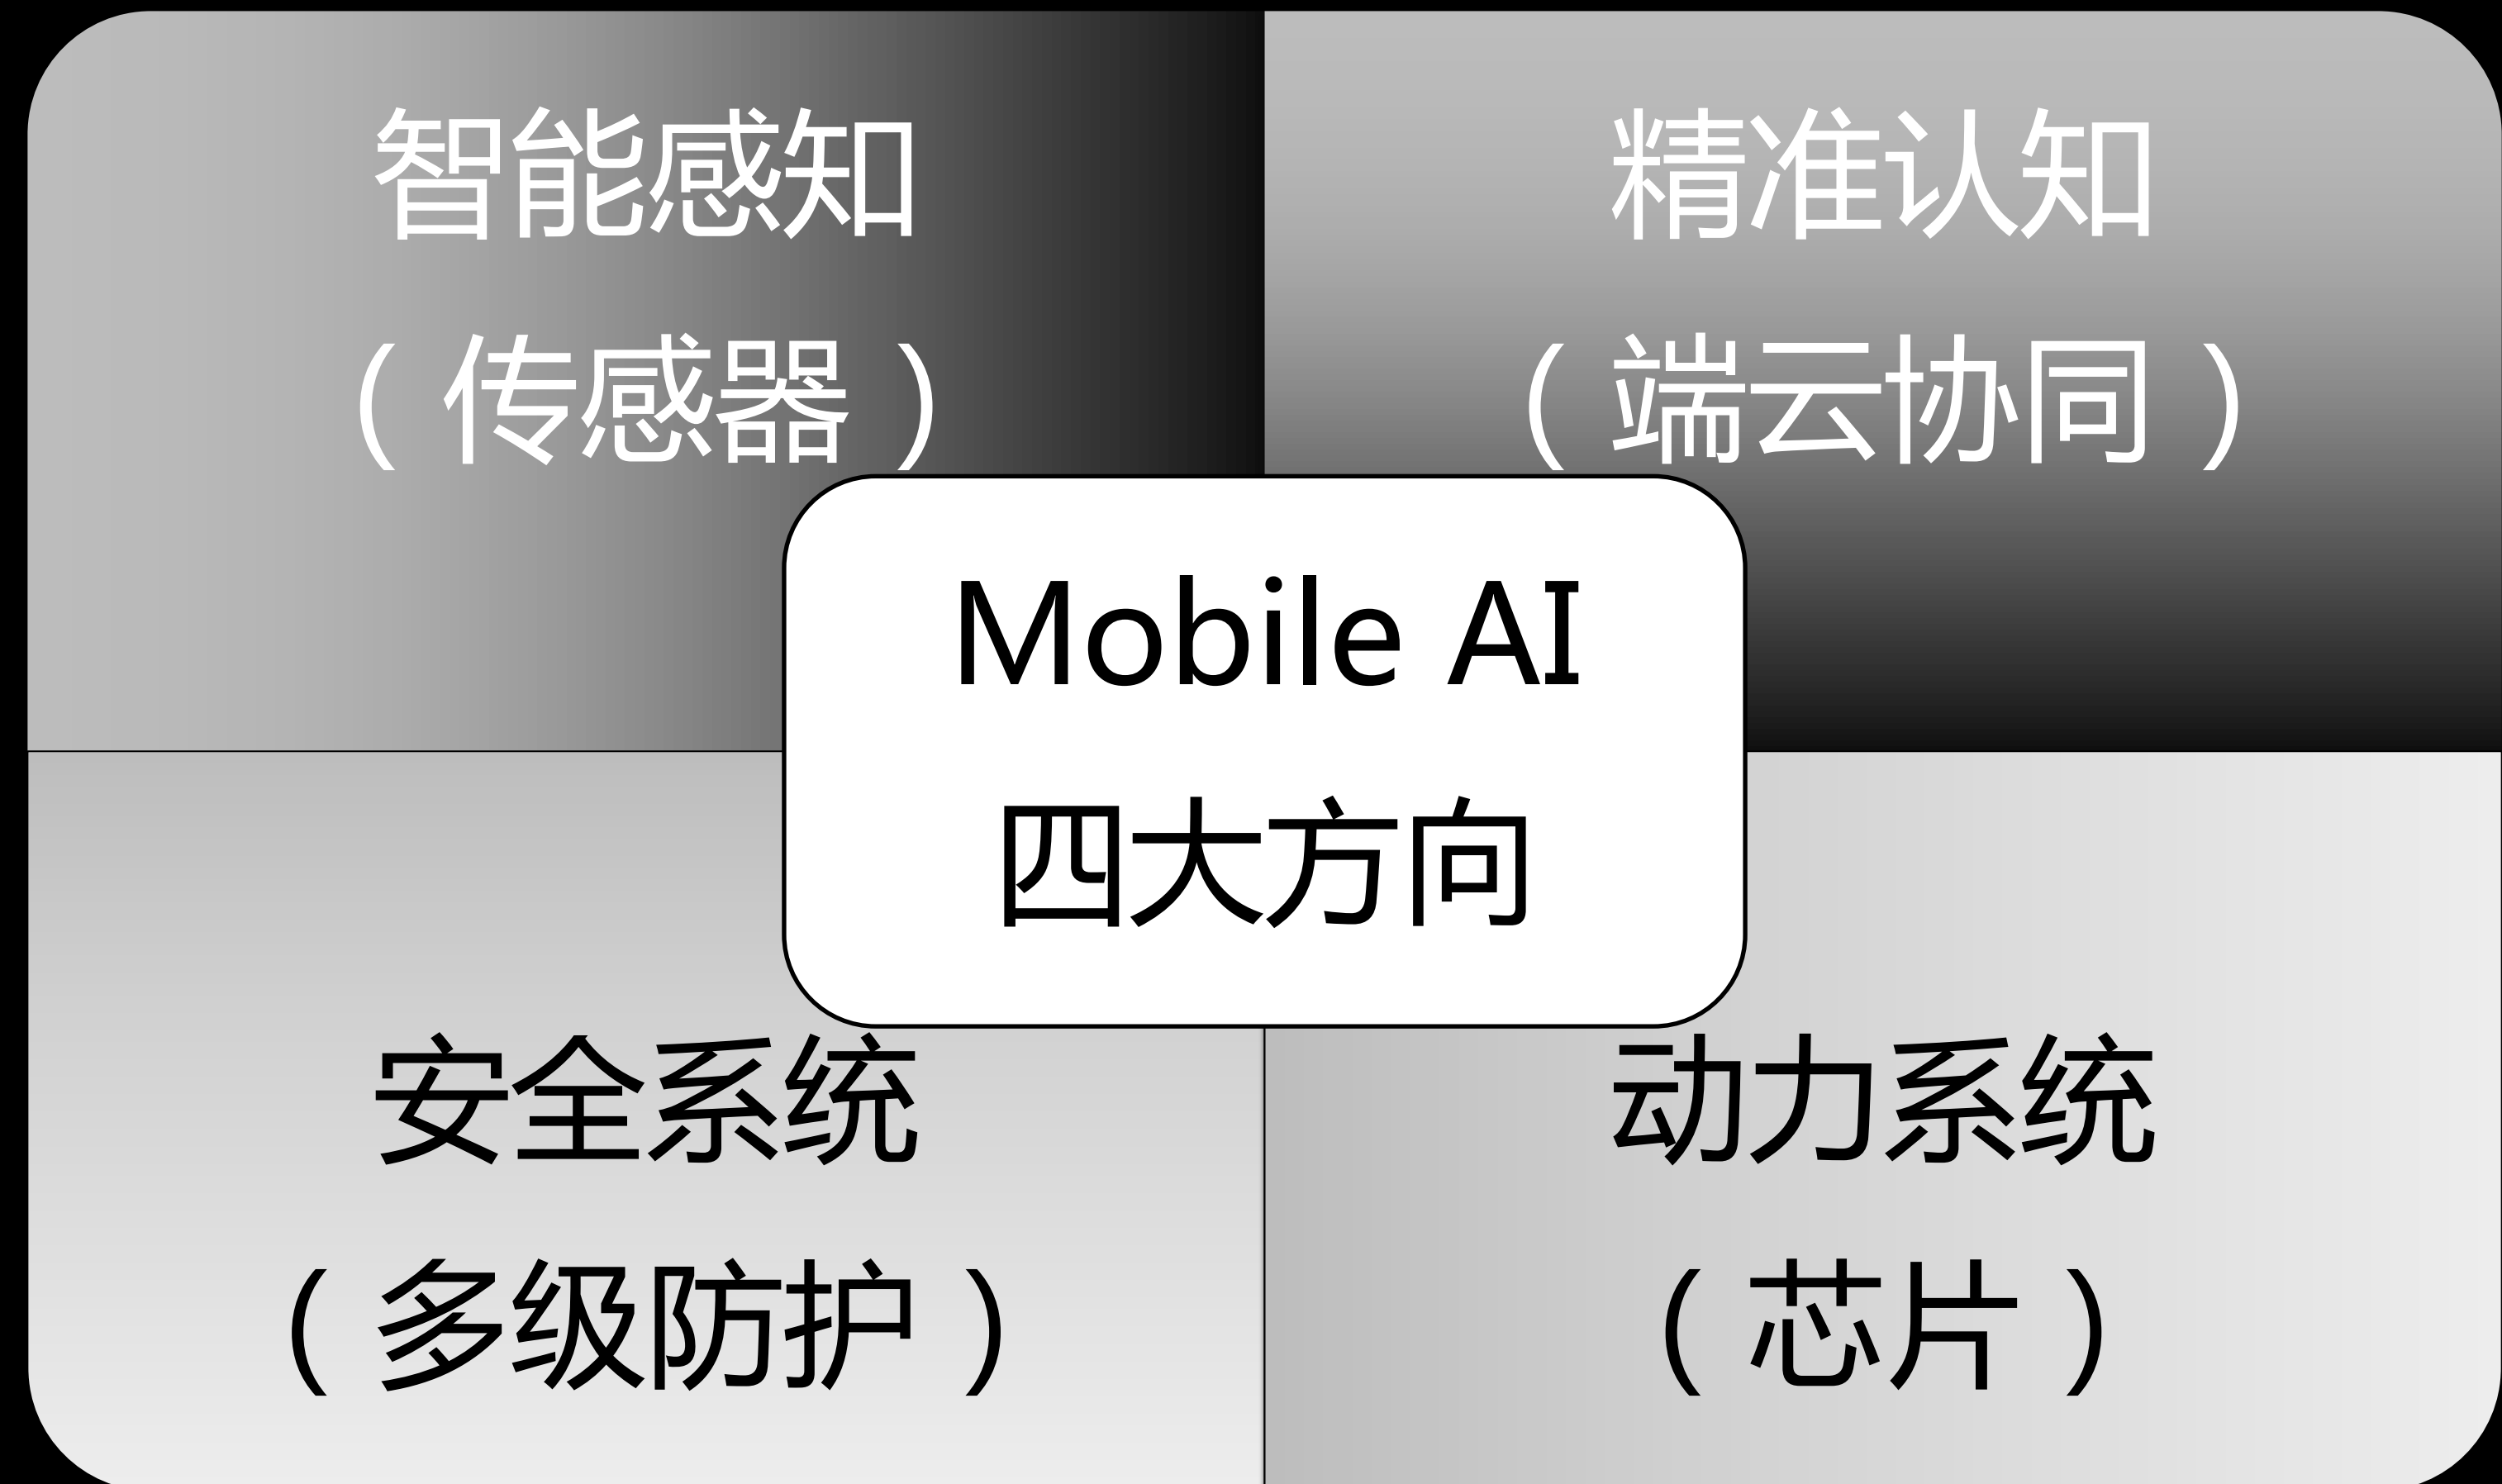 智能感知
（传感器）
精准认知
（端云协同）
Mobile AI
四大方向
安全系统
（多级防护）
动力系统
（芯片）